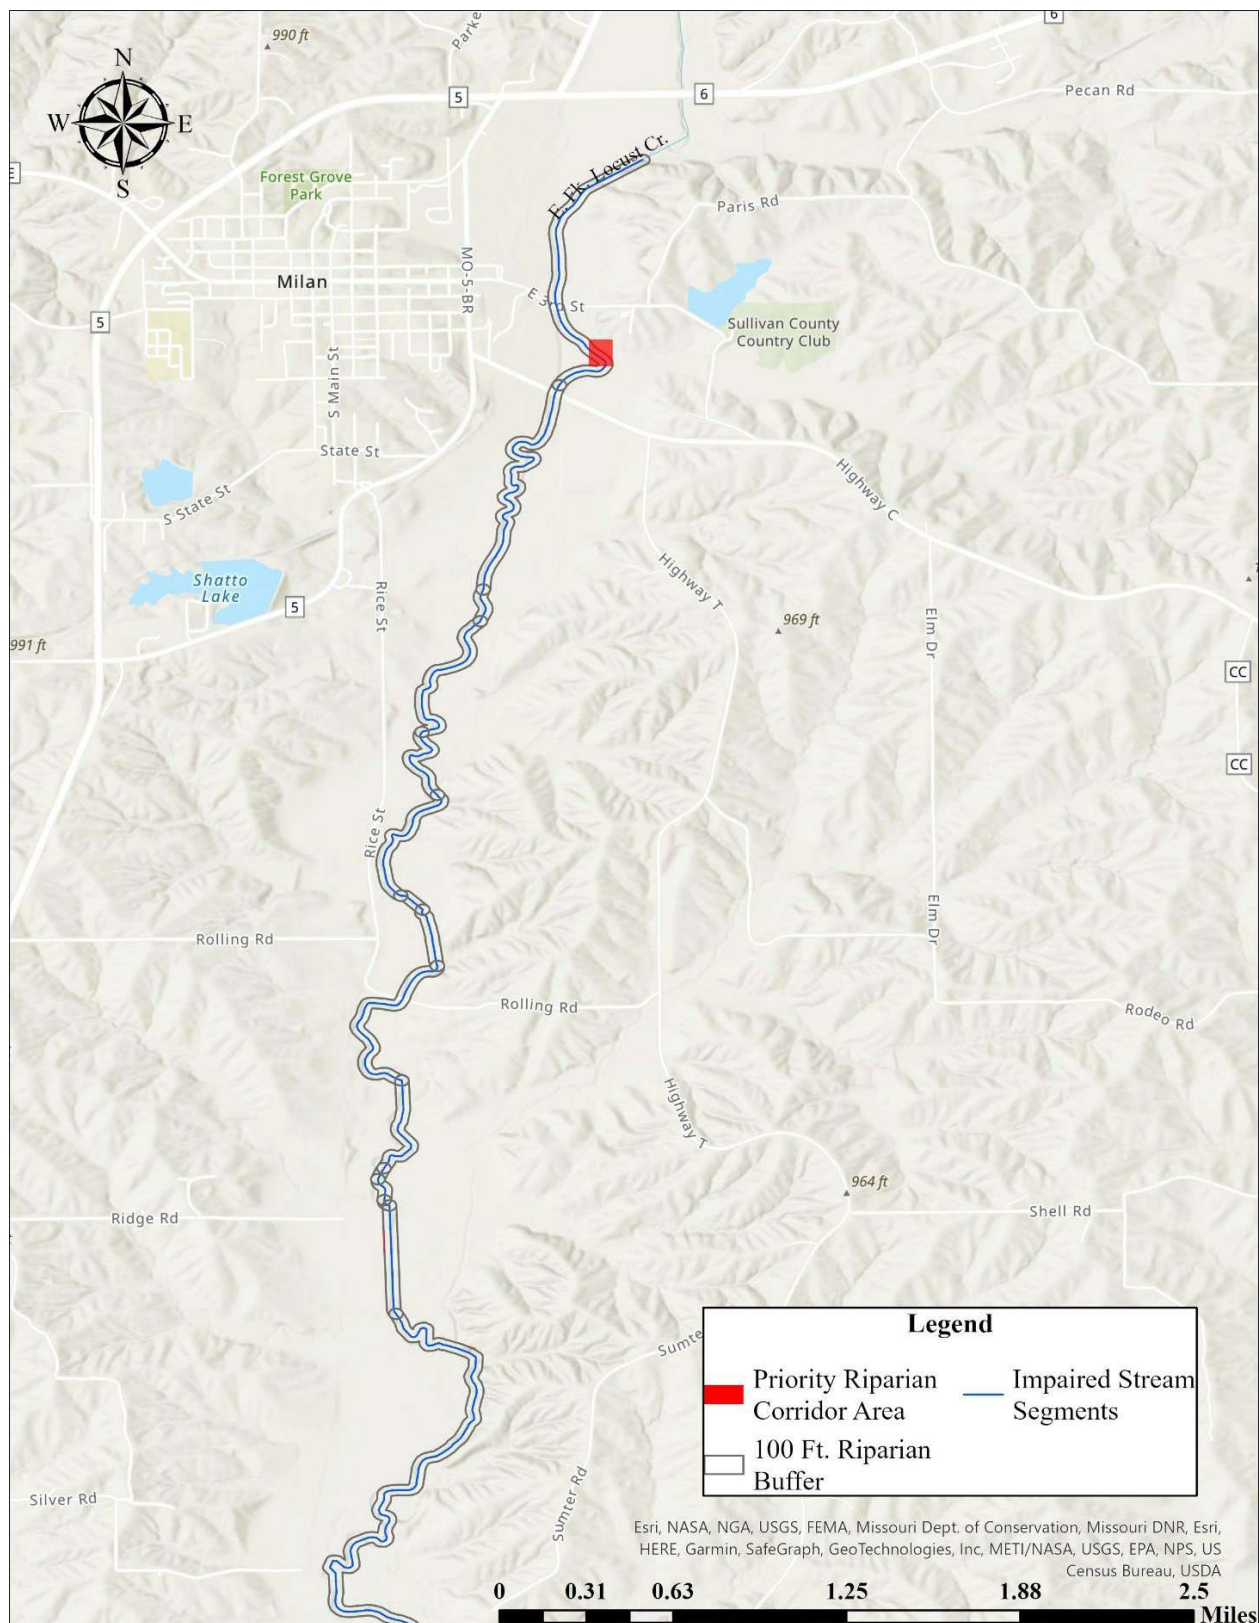 990 ft
Parke
6
N
W E
S
5
6
Pecan Rd
E
E. Fk. Locust Cr.
Forest Grove
Park
Paris Rd
MO-5-BR
Milan
E 3rd St
5
Sullivan County
Country Club
S Main St
State St
S State St
Highway C
Shatto
Lake
5
Rice St
Highway T
969 ft
Elm Dr
991 ft
CC
CC
Rice St
Elm Dr
Rolling Rd
Rolling Rd
Rodeo Rd
Highway T
964 ft
Ridge Rd
Shell Rd
Sumte
Legend
Priority Riparian
Corridor Area
Impaired Stream
Segments
100 Ft. Riparian
Buffer
Silver Rd
Sumter Rd
Esri, NASA, NGA, USGS, FEMA, Missouri Dept. of Conservation, Missouri DNR, Esri,
HERE, Garmin, SafeGraph, GeoTechnologies, Inc, METI/NASA, USGS, EPA, NPS, US
Census Bureau, USDA
0 0.31 0.63 1.25 1.88 2.5
Miles